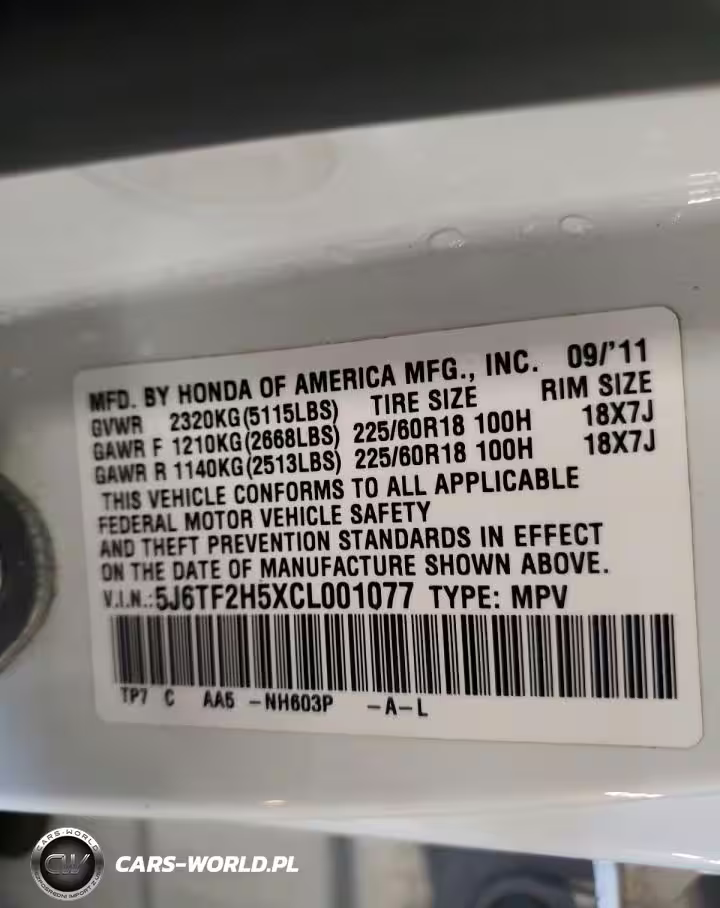 MFD. BY HONDA OF AMERICA MFG., INC. 09/'11
GVWR 2320KG(5115LBS) TIRE SIZE RIM SIZE
GAWR F 1210KG(2668LBS) 225/60R18 100H 18X7J
GAWR R 1140KG(2513LBS) 225/60R18 100H 18X7J
THIS VEHICLE CONFORMS TO ALL APPLICABLE
FEDERAL MOTOR VEHICLE SAFETY
AND THEFT PREVENTION STANDARDS IN EFFECT
ON THE DATE OF MANUFACTURE SHOWN ABOVE.
V.I.N.:5J6TF2H5XCL001077 TYPE: MPV
TP7 C AA5 -NH603P -A-L
CARS-WORLD
CW
CARS-WORLD.PL